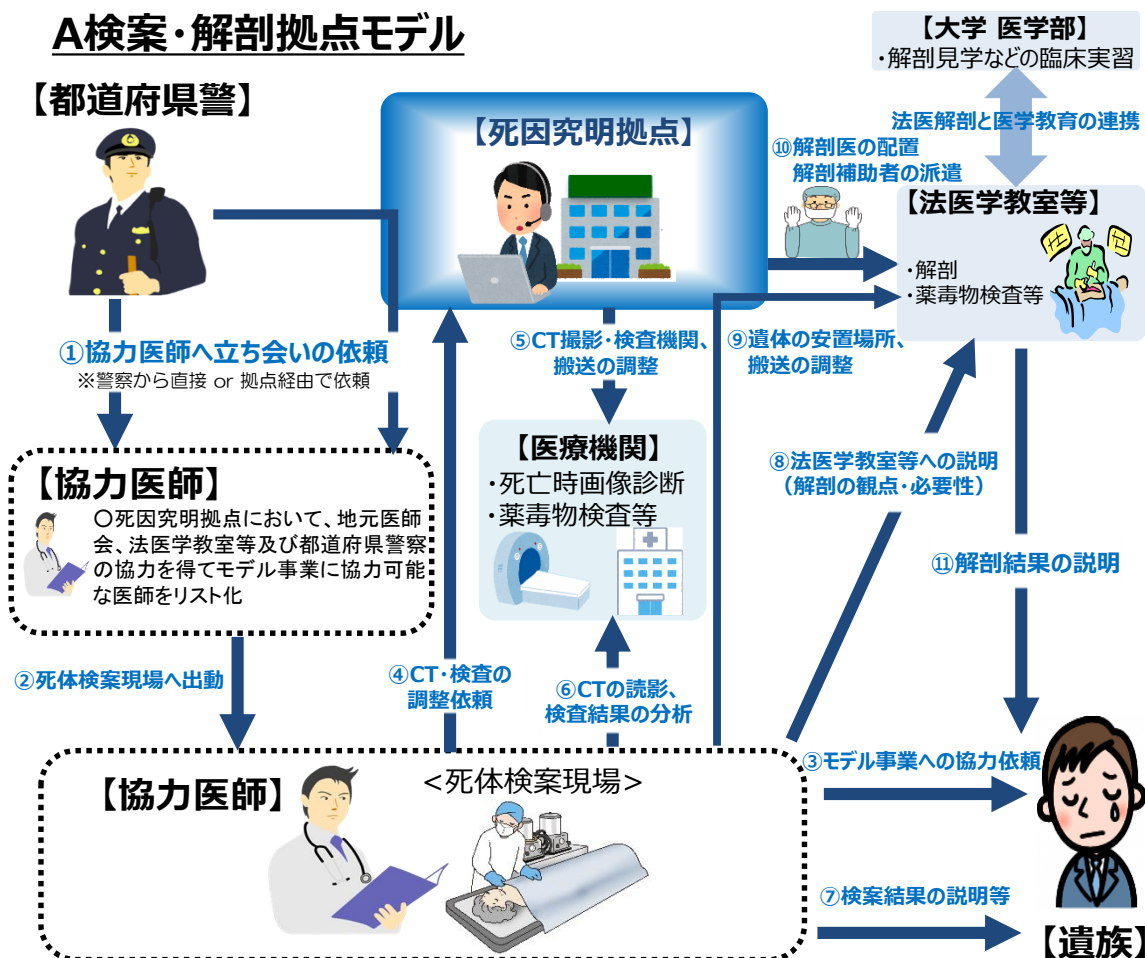 A検案・解剖拠点モデル
【大学 医学部】
・解剖見学などの臨床実習
【都道府県警】
【死因究明拠点】
法医解剖と医学教育の連携
⑩解剖医の配置
解剖補助者の派遣
【法医学教室等】
・解剖
・薬毒物検査等
①協力医師へ立ち会いの依頼
※警察から直接 or 拠点経由で依頼
⑤CT撮影・検査機関、
搬送の調整
⑨遺体の安置場所、
搬送の調整
【協力医師】
〇死因究明拠点において、地元医師
会、法医学教室等及び都道府県警察
の協力を得てモデル事業に協力可能
な医師をリスト化
【医療機関】
・死亡時画像診断
・薬毒物検査等
⑧法医学教室等への説明
（解剖の観点・必要性）
⑪解剖結果の説明
②死体検案現場へ出動
④CT・検査の
調整依頼
⑥CTの読影、
検査結果の分析
③モデル事業への協力依頼
【協力医師】
<死体検案現場>
⑦検案結果の説明等
【遺族】